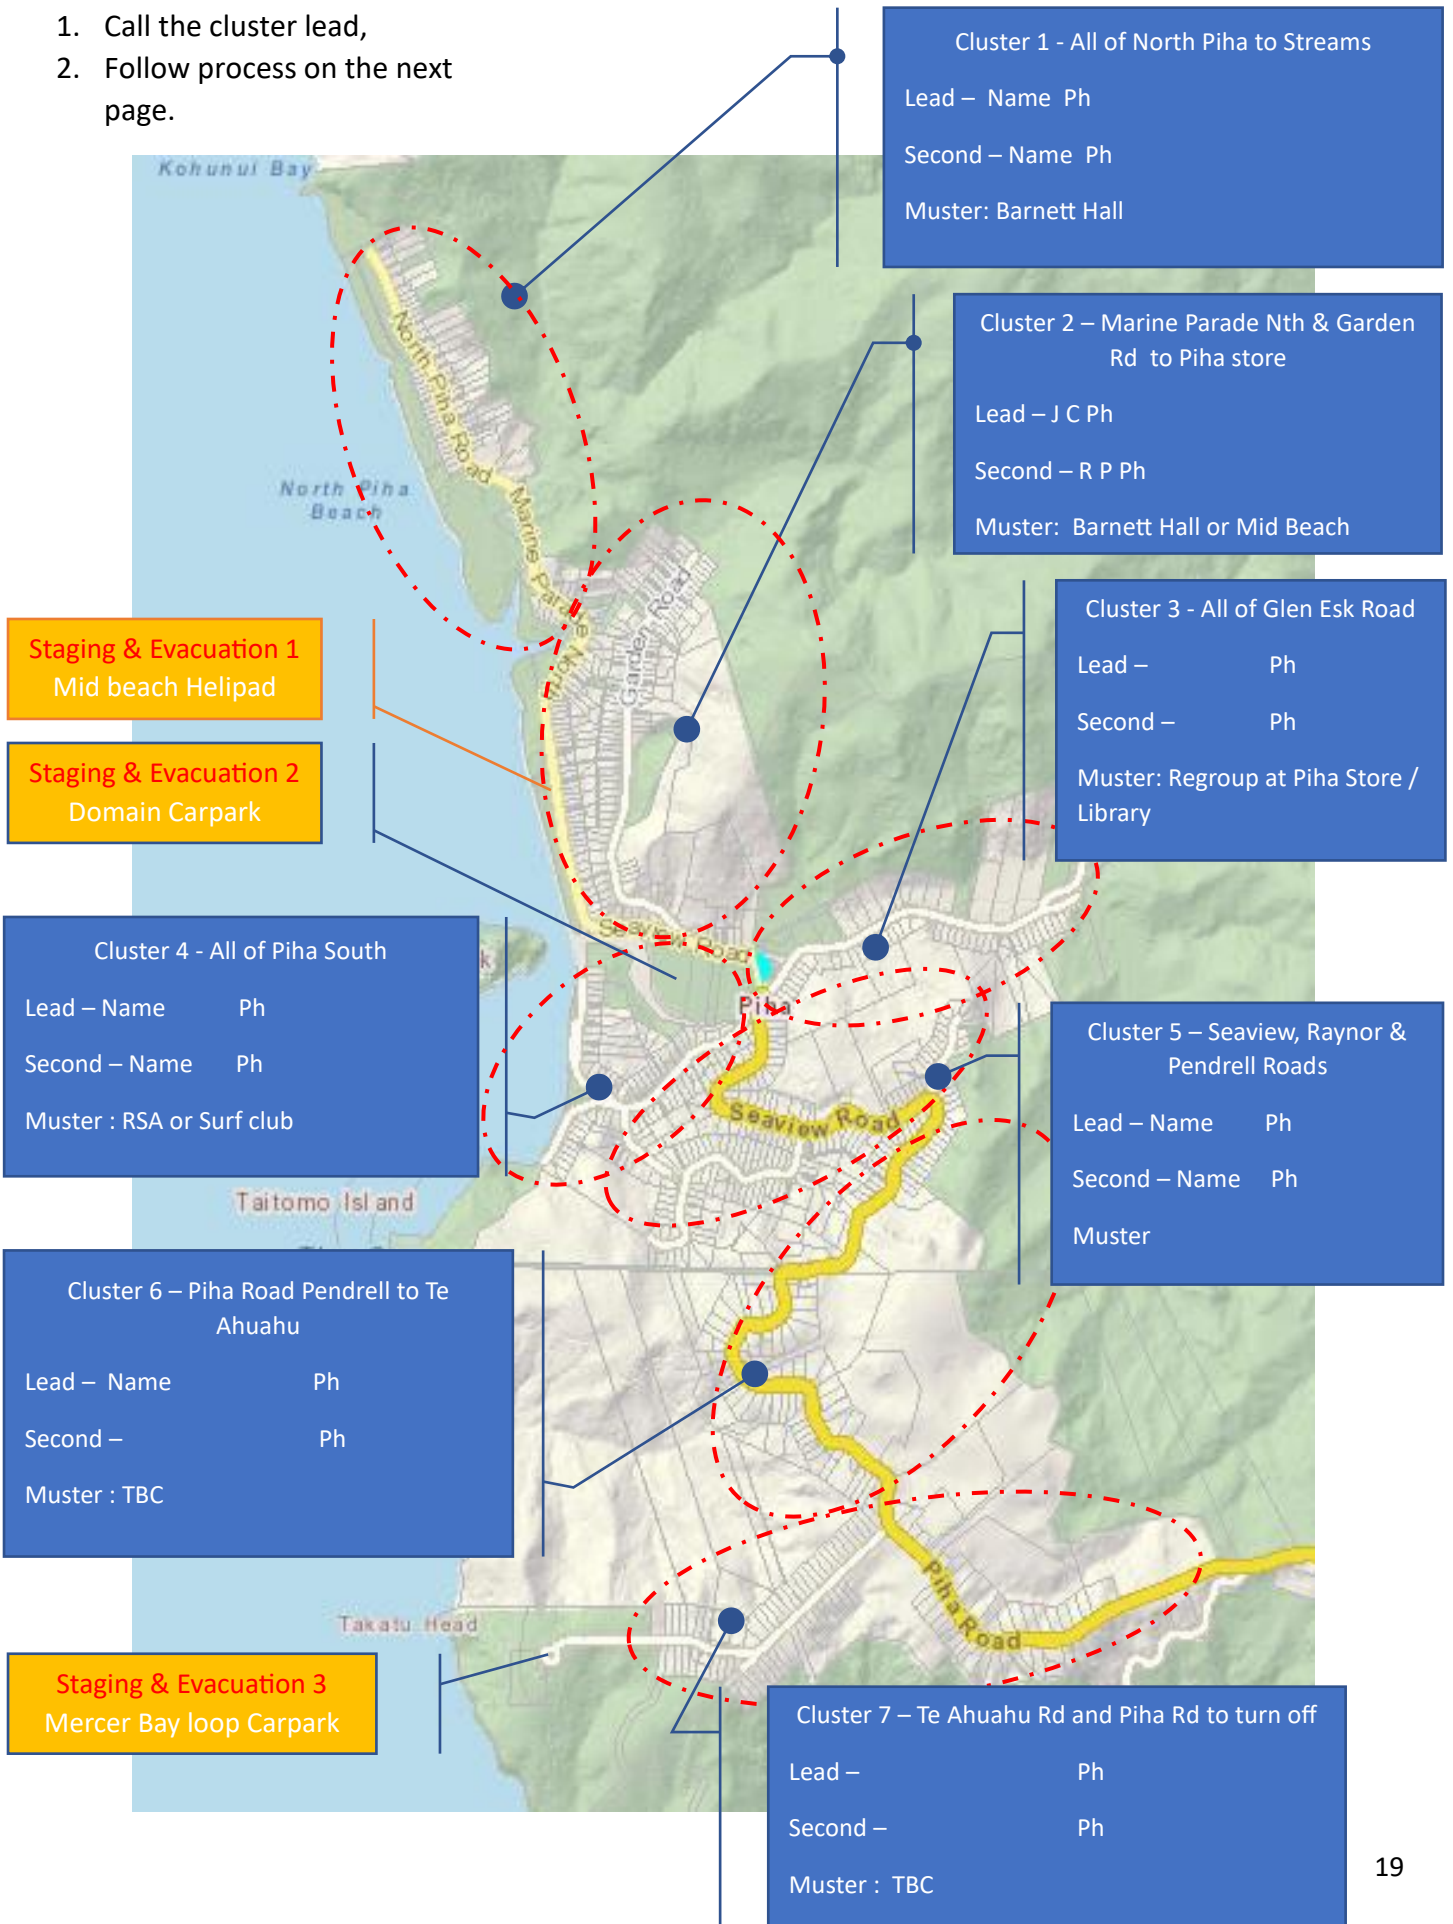 1. Call the cluster lead,
2. Follow process on the next
page.
Cluster 1 - All of North Piha to Streams
Lead – Name Ph
Second – Name Ph
Muster: Barnett Hall
Kohunui Bay
Cluster 2 – Marine Parade Nth & Garden
Rd to Piha store
Lead – J C Ph
Second – R P Ph
Muster: Barnett Hall or Mid Beach
North Piha Road
North Piha
Beach
Marine Parade North
Garden Road
Cluster 3 - All of Glen Esk Road
Lead – Ph
Second – Ph
Muster: Regroup at Piha Store /
Library
Staging & Evacuation 1
Mid beach Helipad
Staging & Evacuation 2
Domain Carpark
Seaview Road
Cluster 4 - All of Piha South
Lead – Name Ph
Second – Name Ph
Muster : RSA or Surf club
Piha
Seaview Road
Cluster 5 – Seaview, Raynor &
Pendrell Roads
Lead – Name Ph
Second – Name Ph
Muster
Taitomo Island
Cluster 6 – Piha Road Pendrell to Te
Ahuahu
Lead – Name Ph
Second – Ph
Muster : TBC
Piha Road
Takatu Head
Staging & Evacuation 3
Mercer Bay loop Carpark
Cluster 7 – Te Ahuahu Rd and Piha Rd to turn off
Lead – Ph
Second – Ph
Muster : TBC
19